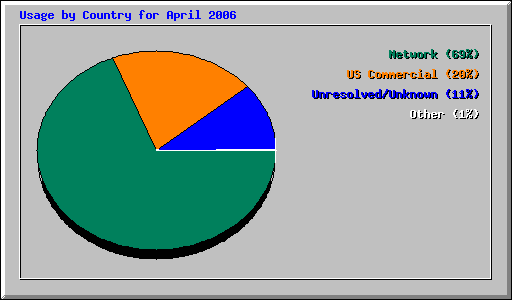 Usage by Country for April 2006
Network (69%)
US Commercial (20%)
Unresolved/Unknown (11%)
Other (1%)